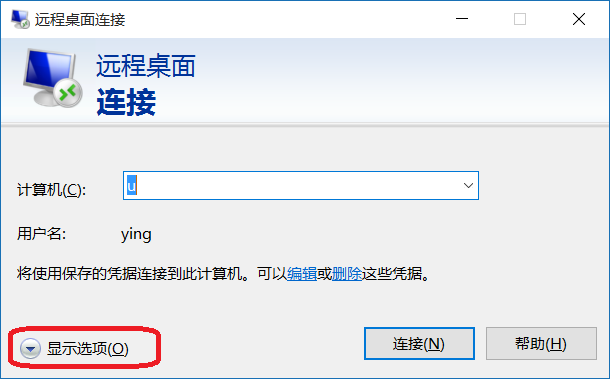 远程桌面连接
远程桌面
连接
计算机(C):
u
用户名:
ying
将使用保存的凭据连接到此计算机。可以编辑或删除这些凭据。
显示选项(O)
连接(N)
帮助(H)